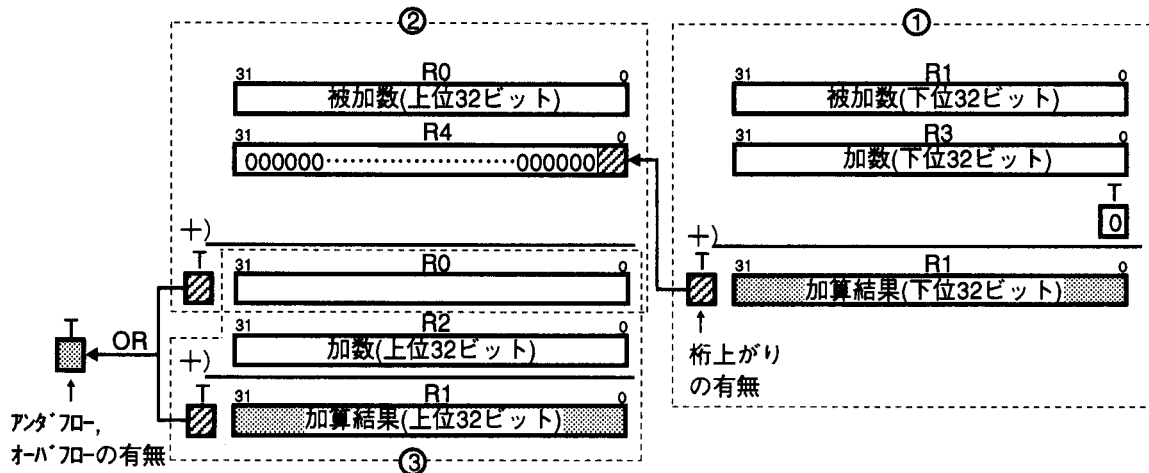 ②
31 R0 0
被加数(上位32ビット)
31 R4 0
000000······················000000
+)
T
31 R0 0
31 R2 0
加数(上位32ビット)
+)
T
31 R1 0
加算結果(上位32ビット)
③
T
OR
アンダフロー,
オーバフローの有無
①
31 R1 0
被加数(下位32ビット)
31 R3 0
加数(下位32ビット)
T
0
+)
T
31 R1 0
加算結果(下位32ビット)
桁上がり
の有無